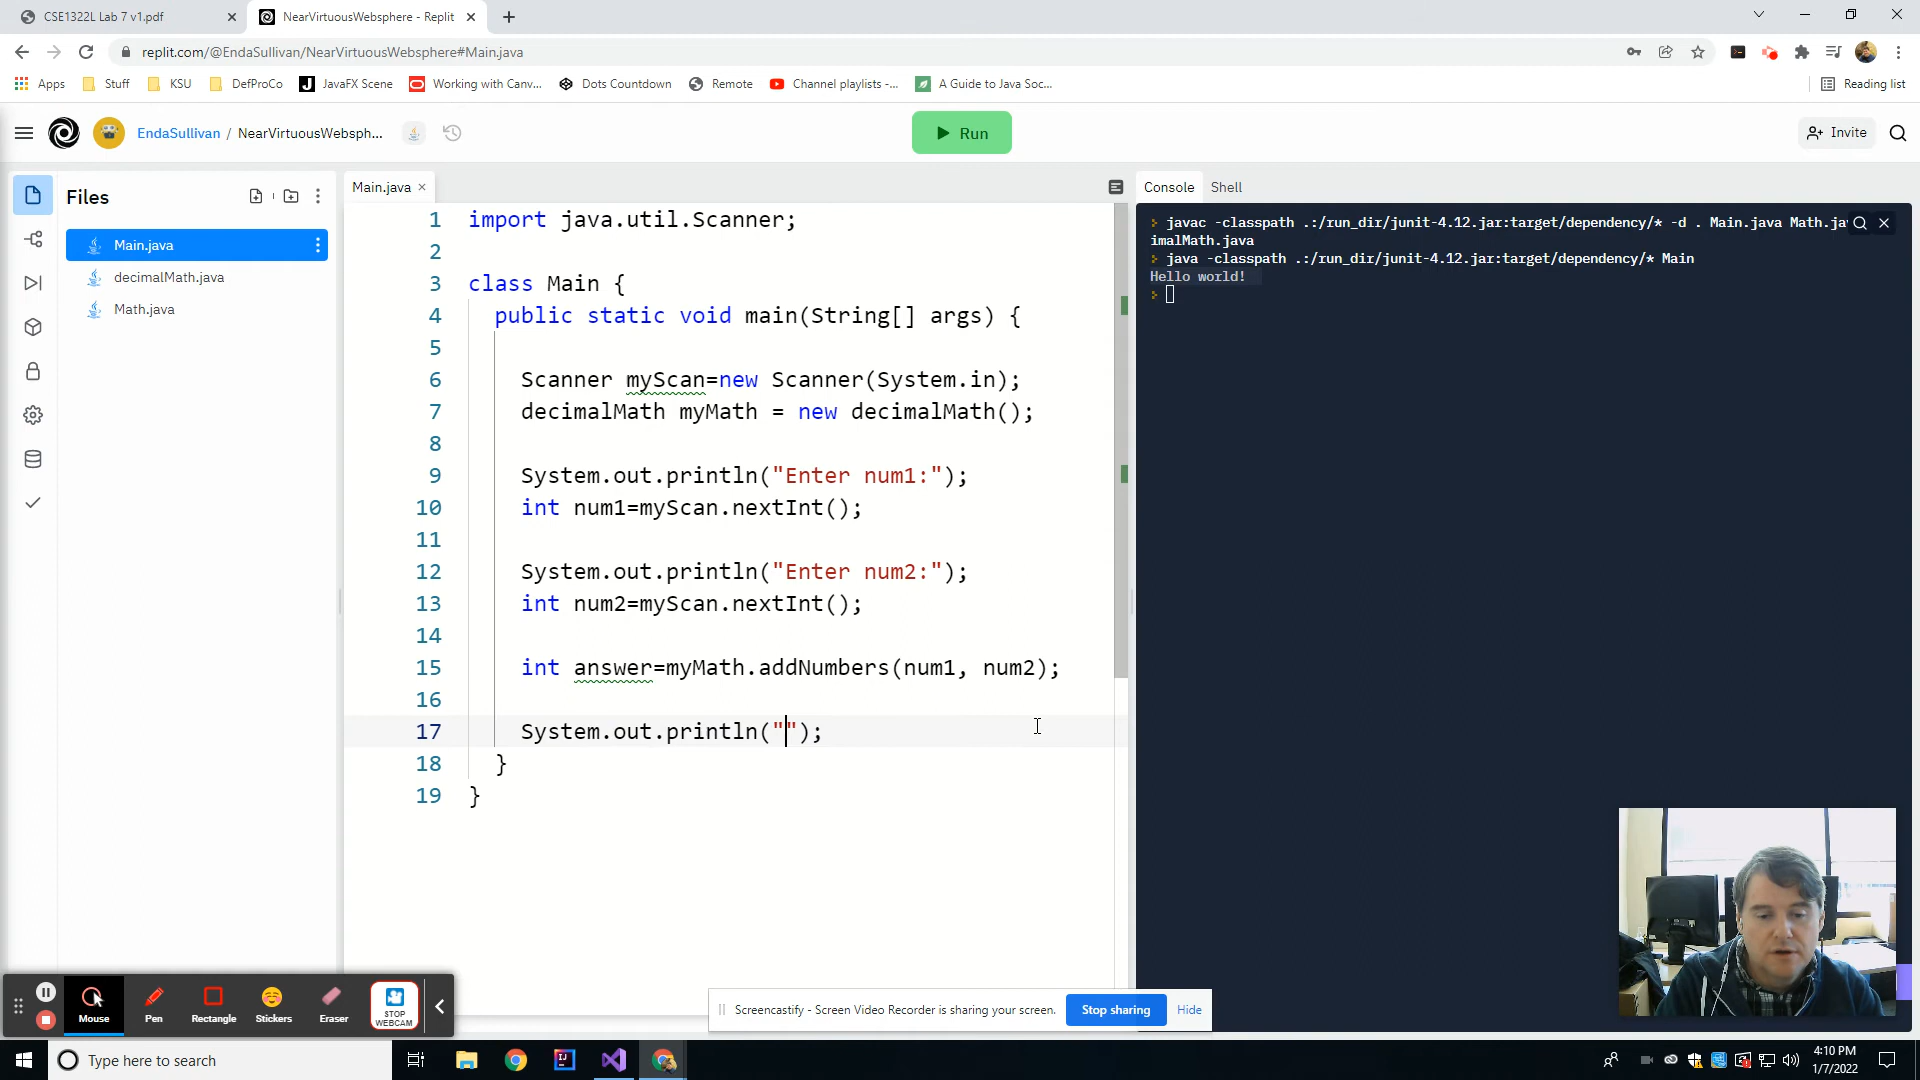 CSE1322L Lab 7 v1.pdf
NearVirtuousWebsphere - Replit
replit.com/@EndaSullivan/NearVirtuousWebsphere#Main.java
Apps Stuff KSU DefProCo JavaFX Scene Working with Canv... Dots Countdown Remote Channel playlists -... A Guide to Java Soc... Reading list
EndaSullivan / NearVirtuousWebsph... Run Invite
Files
Main.java
decimalMath.java
Math.java
Main.java
1 import java.util.Scanner;
2
3 class Main {
4 public static void main(String[] args) {
5
6 Scanner myScan=new Scanner(System.in);
7 decimalMath myMath = new decimalMath();
8
9 System.out.println("Enter num1:");
10 int num1=myScan.nextInt();
11
12 System.out.println("Enter num2:");
13 int num2=myScan.nextInt();
14
15 int answer=myMath.addNumbers(num1, num2);
16
17 System.out.println("");
18 }
19 }
Console Shell
javac -classpath .:/run_dir/junit-4.12.jar:target/dependency/* -d . Main.java Math.jav
imalMath.java
java -classpath .:/run_dir/junit-4.12.jar:target/dependency/* Main
Hello world!
Mouse Pen Rectangle Stickers Eraser STOP WEBCAM
Screencastify - Screen Video Recorder is sharing your screen. Stop sharing Hide
Type here to search
4:10 PM
1/7/2022